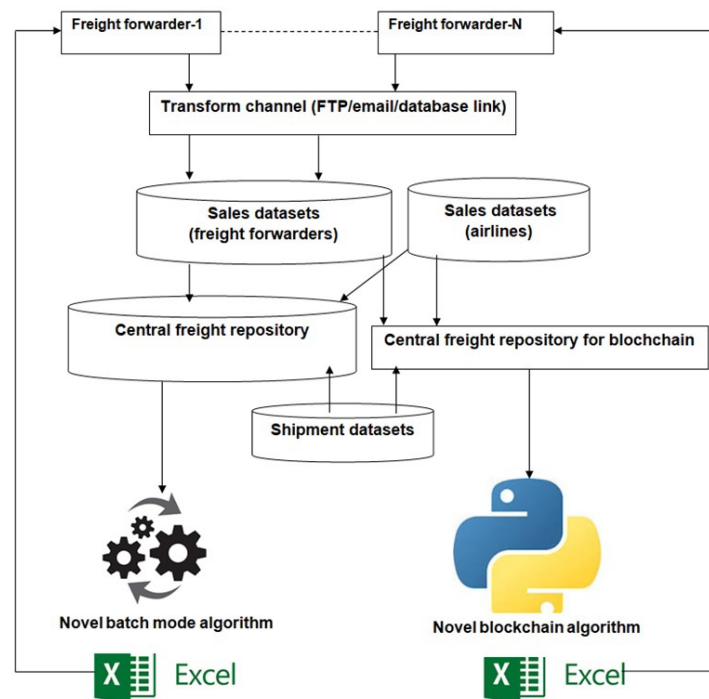 Freight forwarder-1
Freight forwarder-N
Transform channel (FTP/email/database link)
Sales datasets
(freight forwarders)
Sales datasets
(airlines)
Central freight repository
Central freight repository for blochchain
Shipment datasets
Novel batch mode algorithm
Novel blockchain algorithm
X Excel
X Excel